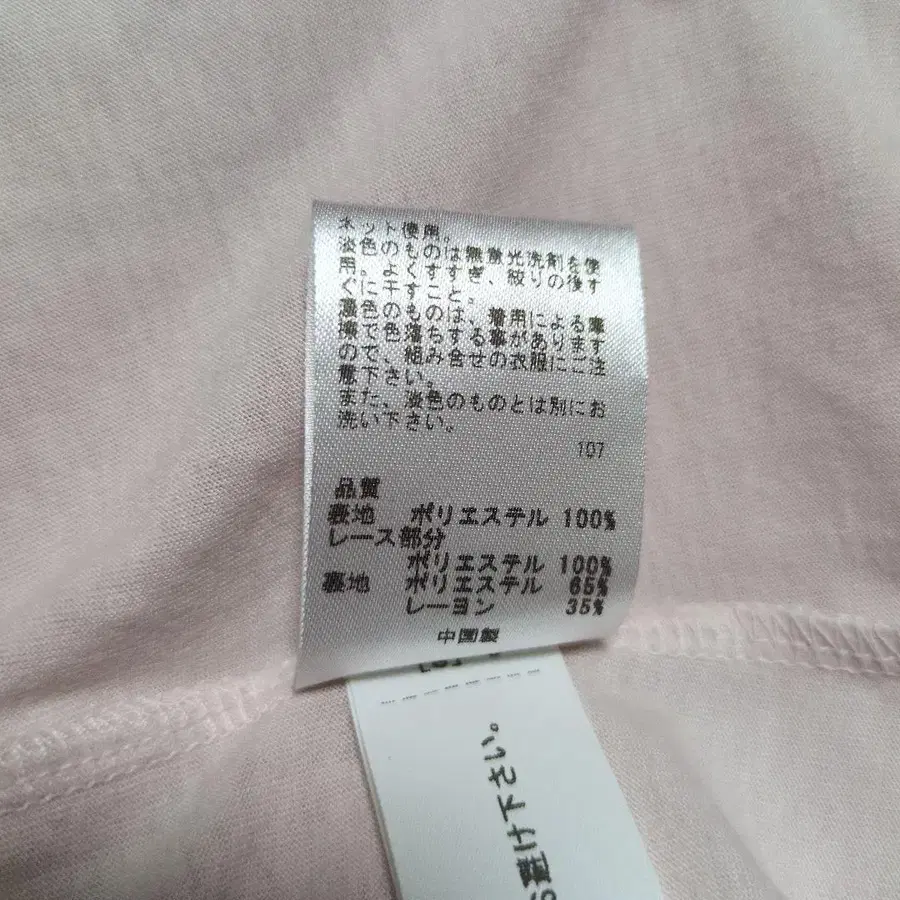 ネット使用。
淡色のものは無蛍光洗剤を使
用。よくすすぎ、絞りの後す
ぐに干すこと。
濃色のものは、着用による摩
擦で色落ちする事があります
ので、組み合せの衣服にご注
意下さい。
また、淡色のものとは別にお
洗い下さい。
107
品質
表地 ポリエステル 100%
レース部分
ポリエステル 100%
裏地 ポリエステル 65%
レーヨン 35%
中国製
お避け下さい。